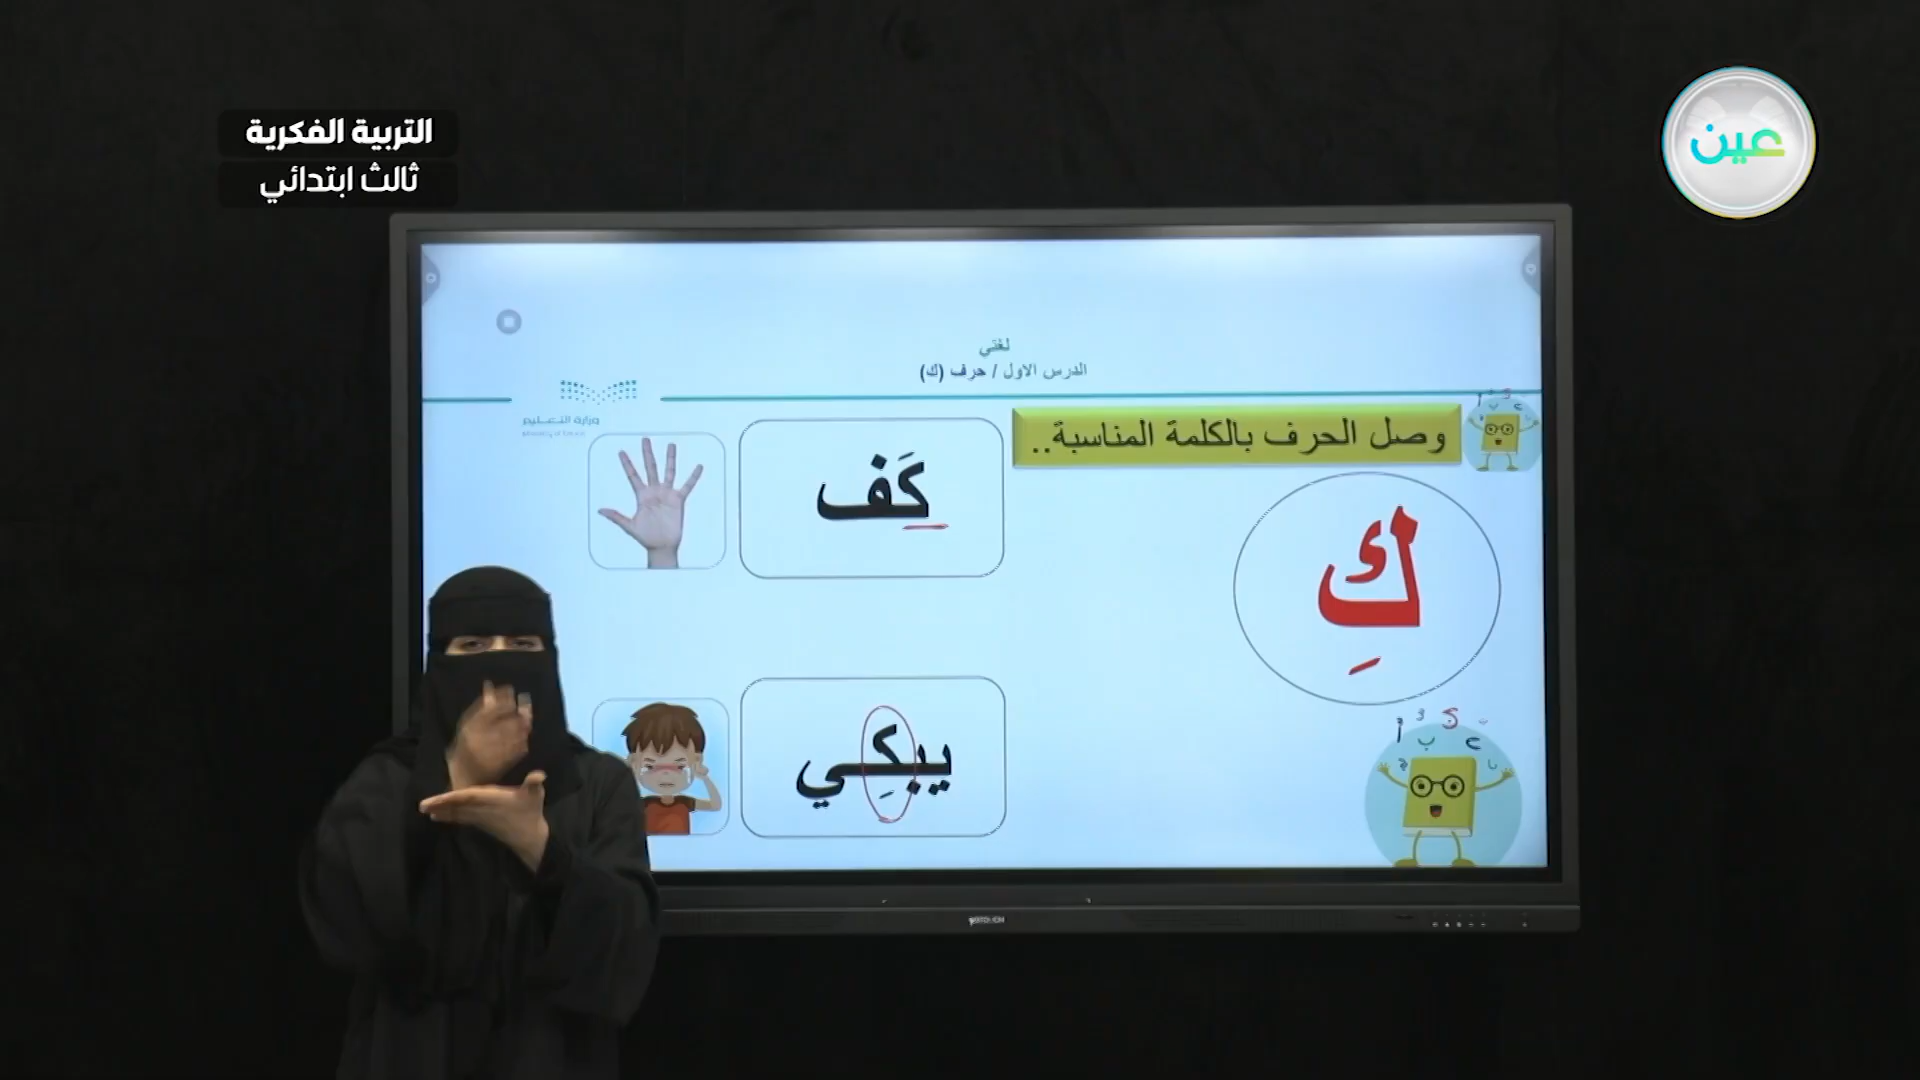 التربية الفكرية
ثالث ابتدائي
عين
لغتي
الدرس الاول / حرف (ك)
وزارة التعليم
وصل الحرف بالكلمة المناسبة..
كَف
كِ
يبكِي